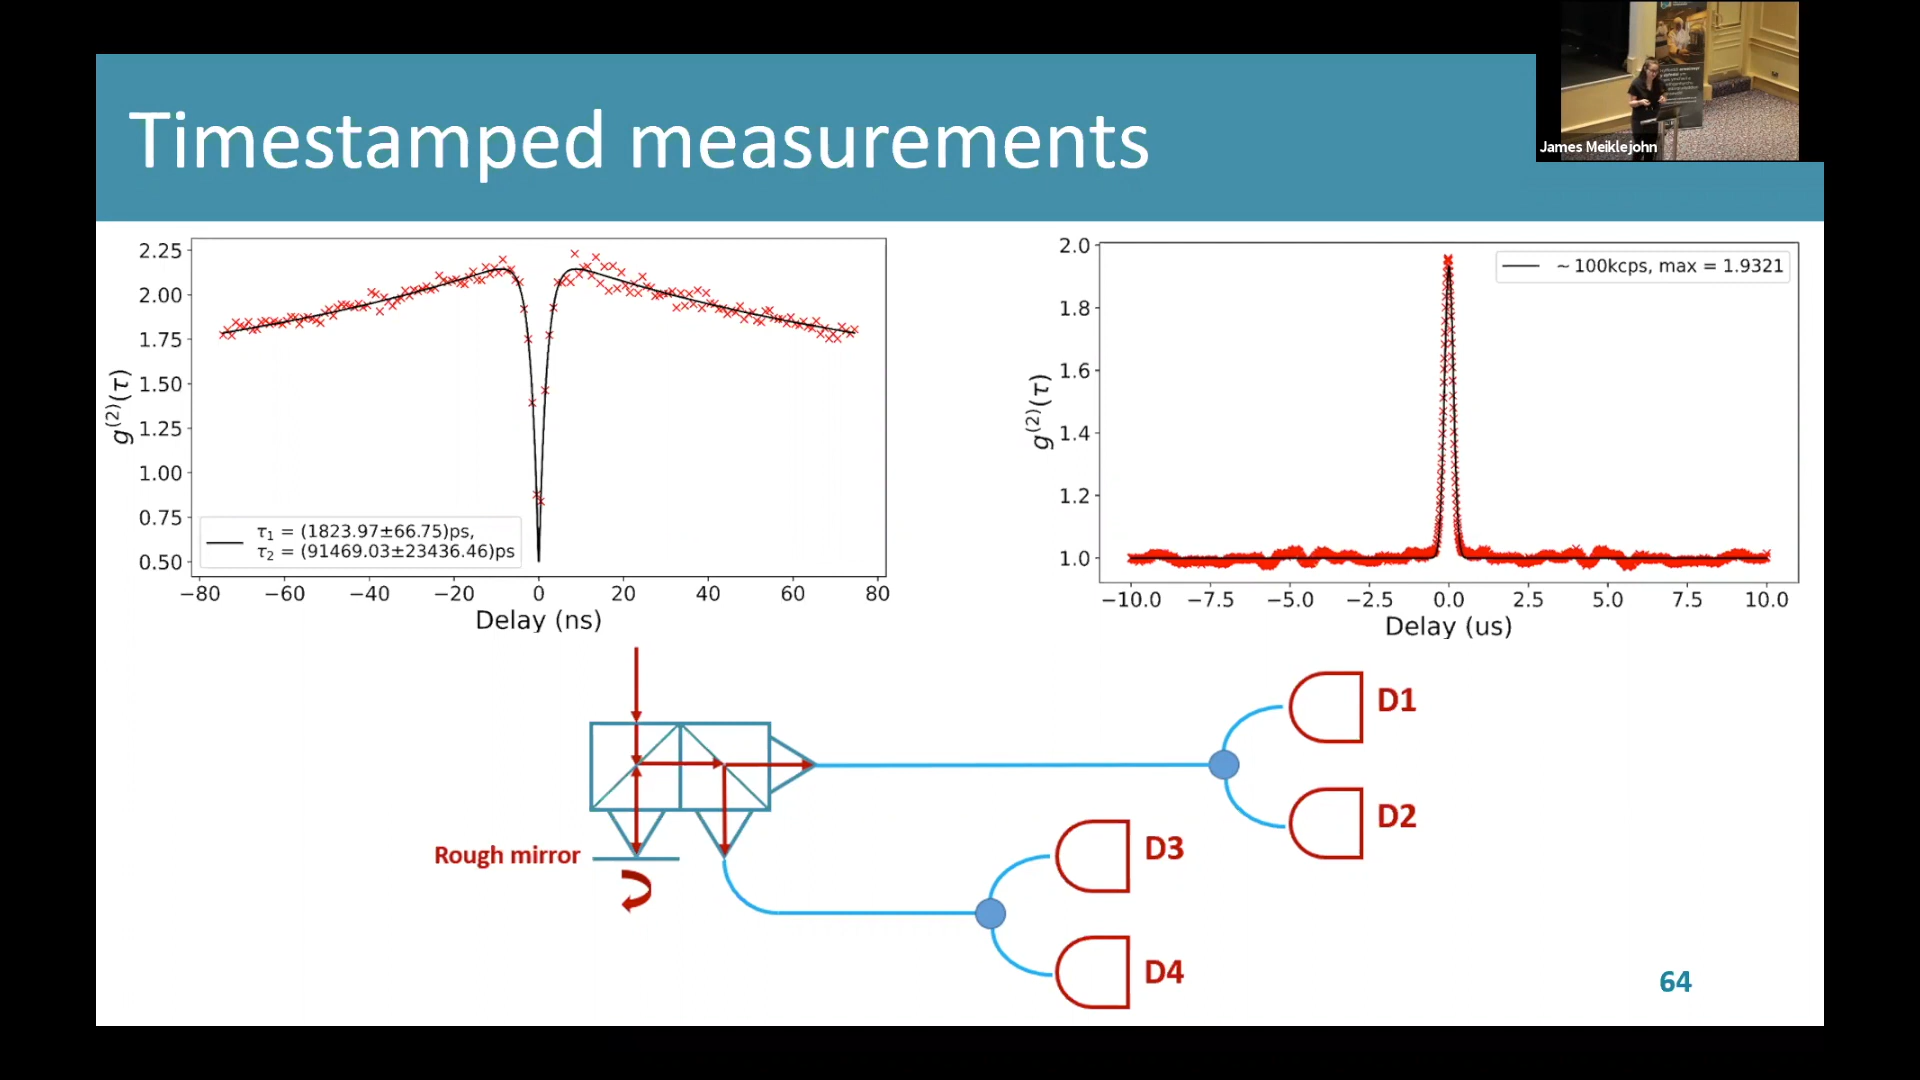 Timestamped measurements
James Meiklejohn
2.25
2.00
1.75
1.50
1.25
1.00
0.75
0.50
g⁽²⁾(τ)
τ₁ = (1823.97±66.75)ps,
τ₂ = (91469.03±23436.46)ps
−80 −60 −40 −20 0 20 40 60 80
Delay (ns)
2.0
1.8
1.6
1.4
1.2
1.0
g⁽²⁾(τ)
~ 100kcps, max = 1.9321
−10.0 −7.5 −5.0 −2.5 0.0 2.5 5.0 7.5 10.0
Delay (us)
D1
D2
Rough mirror
D3
D4
64